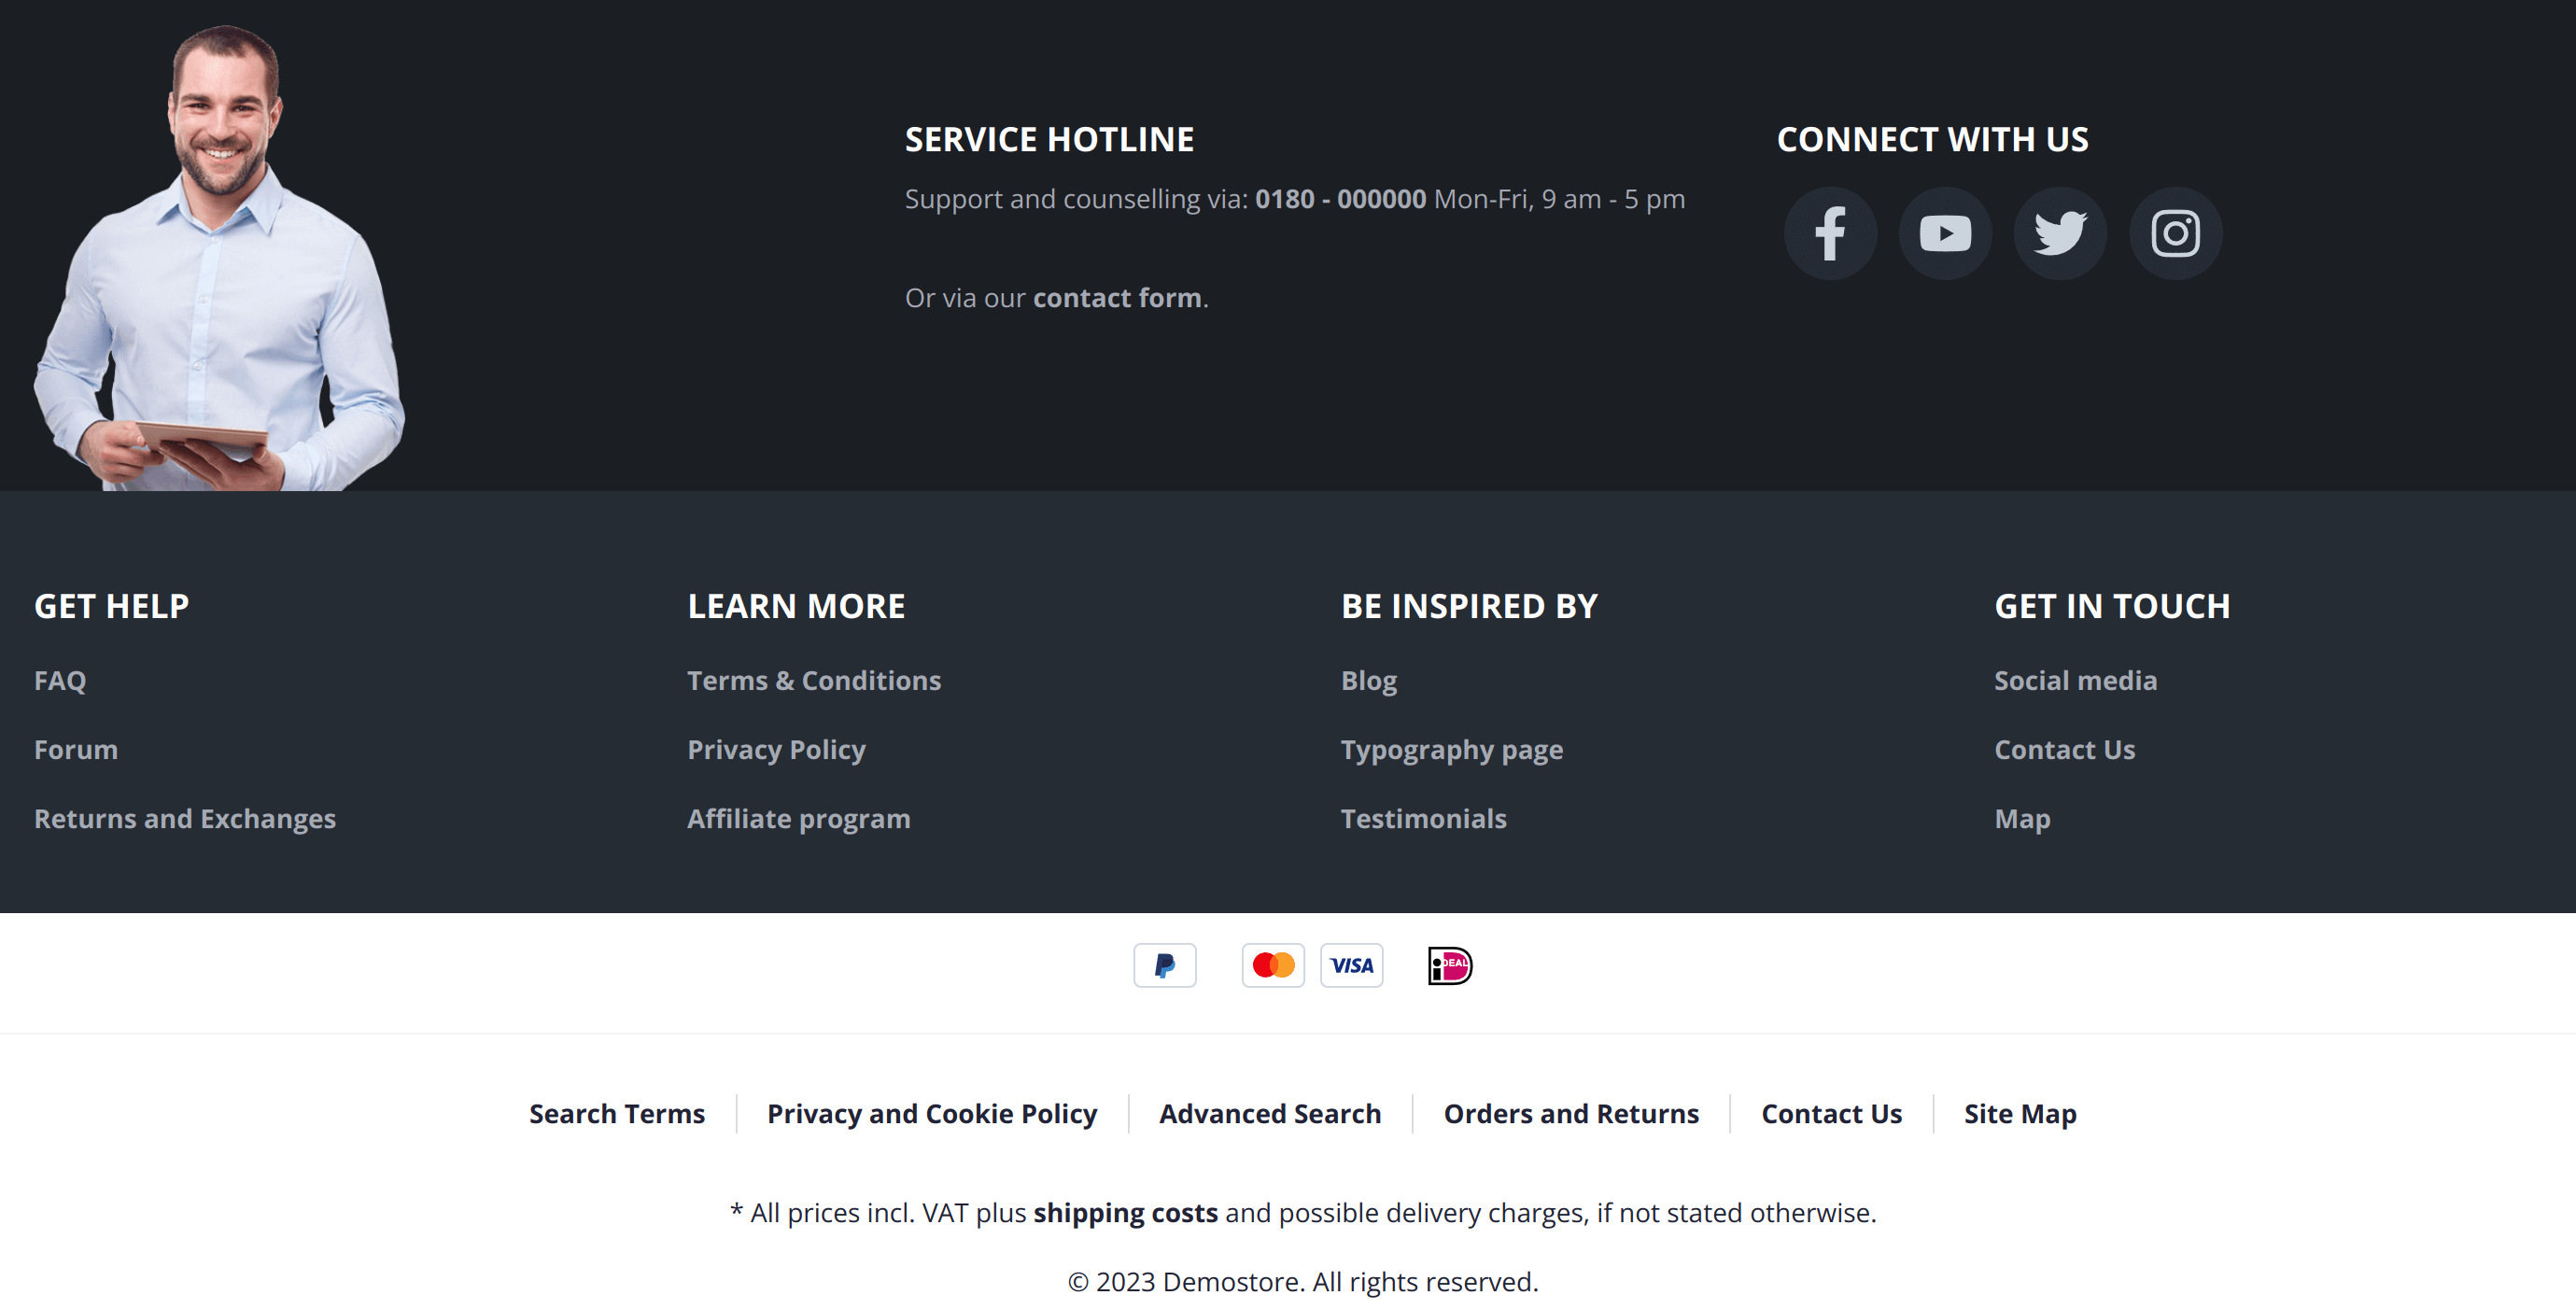 SERVICE HOTLINE
Support and counselling via: 0180 - 000000 Mon-Fri, 9 am - 5 pm
Or via our contact form.
CONNECT WITH US
GET HELP
FAQ
Forum
Returns and Exchanges
LEARN MORE
Terms & Conditions
Privacy Policy
Affiliate program
BE INSPIRED BY
Blog
Typography page
Testimonials
GET IN TOUCH
Social media
Contact Us
Map
VISA
iDEAL
Search Terms
Privacy and Cookie Policy
Advanced Search
Orders and Returns
Contact Us
Site Map
* All prices incl. VAT plus shipping costs and possible delivery charges, if not stated otherwise.
© 2023 Demostore. All rights reserved.